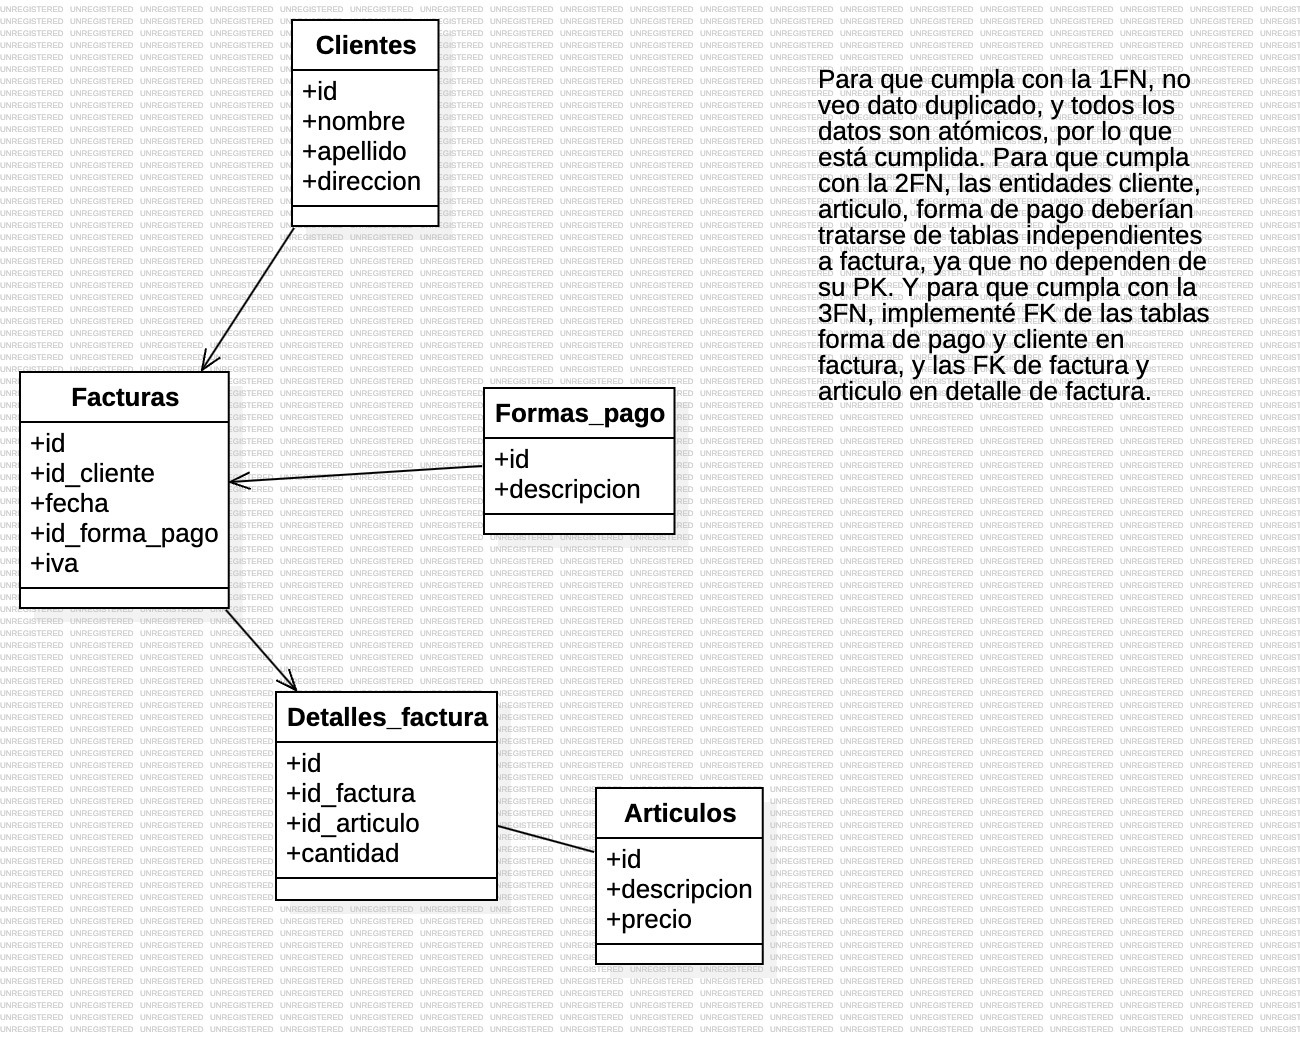 Clientes
+id
+nombre
+apellido
+direccion
Para que cumpla con la 1FN, no
veo dato duplicado, y todos los
datos son atómicos, por lo que
está cumplida. Para que cumpla
con la 2FN, las entidades cliente,
articulo, forma de pago deberían
tratarse de tablas independientes
a factura, ya que no dependen de
su PK. Y para que cumpla con la
3FN, implementé FK de las tablas
forma de pago y cliente en
factura, y las FK de factura y
articulo en detalle de factura.
Facturas
+id
+id_cliente
+fecha
+id_forma_pago
+iva
Formas_pago
+id
+descripcion
Detalles_factura
+id
+id_factura
+id_articulo
+cantidad
Articulos
+id
+descripcion
+precio
UNREGISTERED